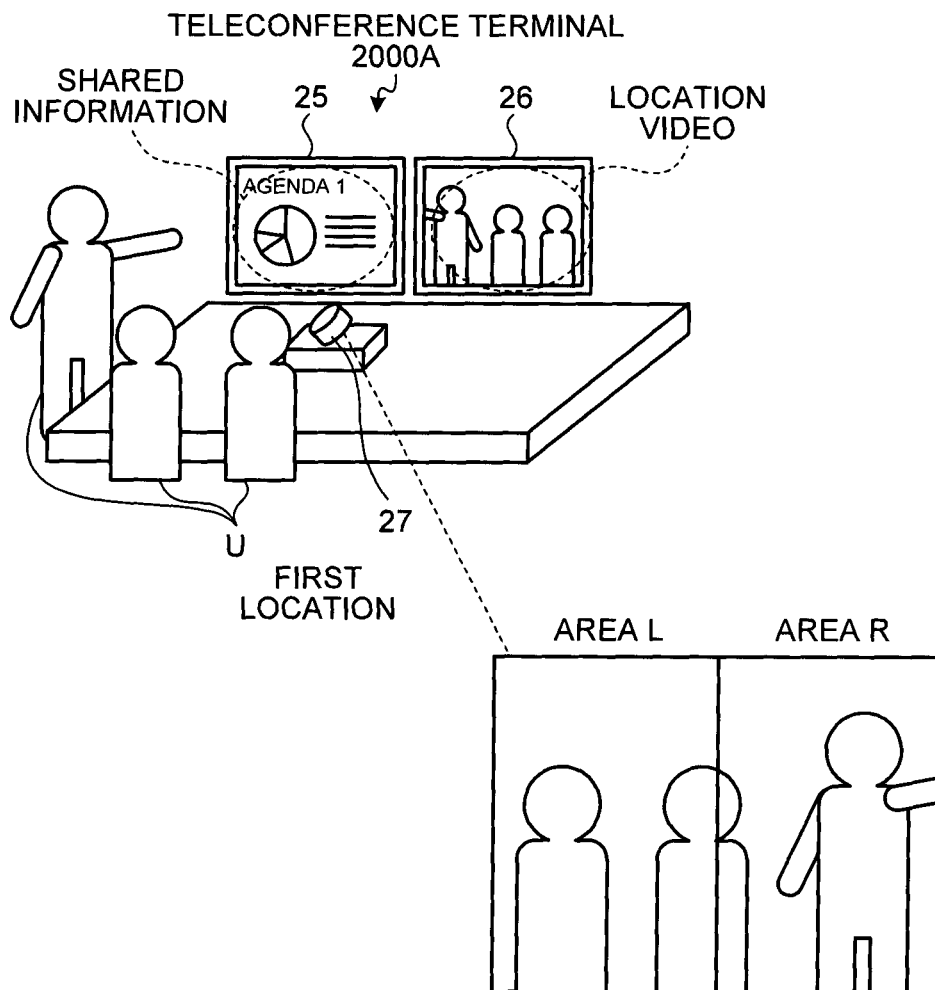 TELECONFERENCE TERMINAL
2000A
SHARED
INFORMATION
25
26
LOCATION
VIDEO
AGENDA 1
27
U
FIRST
LOCATION
AREA L
AREA R